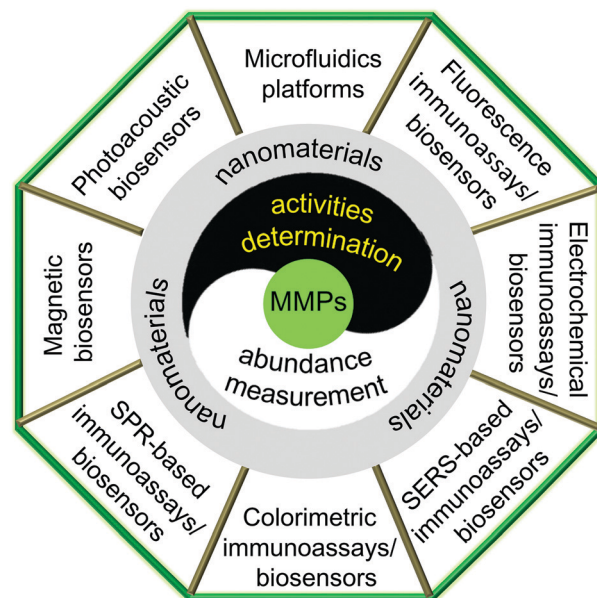 Microfluidics
platforms
Fluorescence
immunoassays/
biosensors
Electrochemical
immunoassays/
biosensors
SERS-based
immunoassays/
biosensors
Colorimetric
immunoassays/
biosensors
SPR-based
immunoassays/
biosensors
Magnetic
biosensors
Photoacoustic
biosensors
nanomaterials
nanomaterials
nanomaterials
activities
determination
MMPs
abundance
measurement